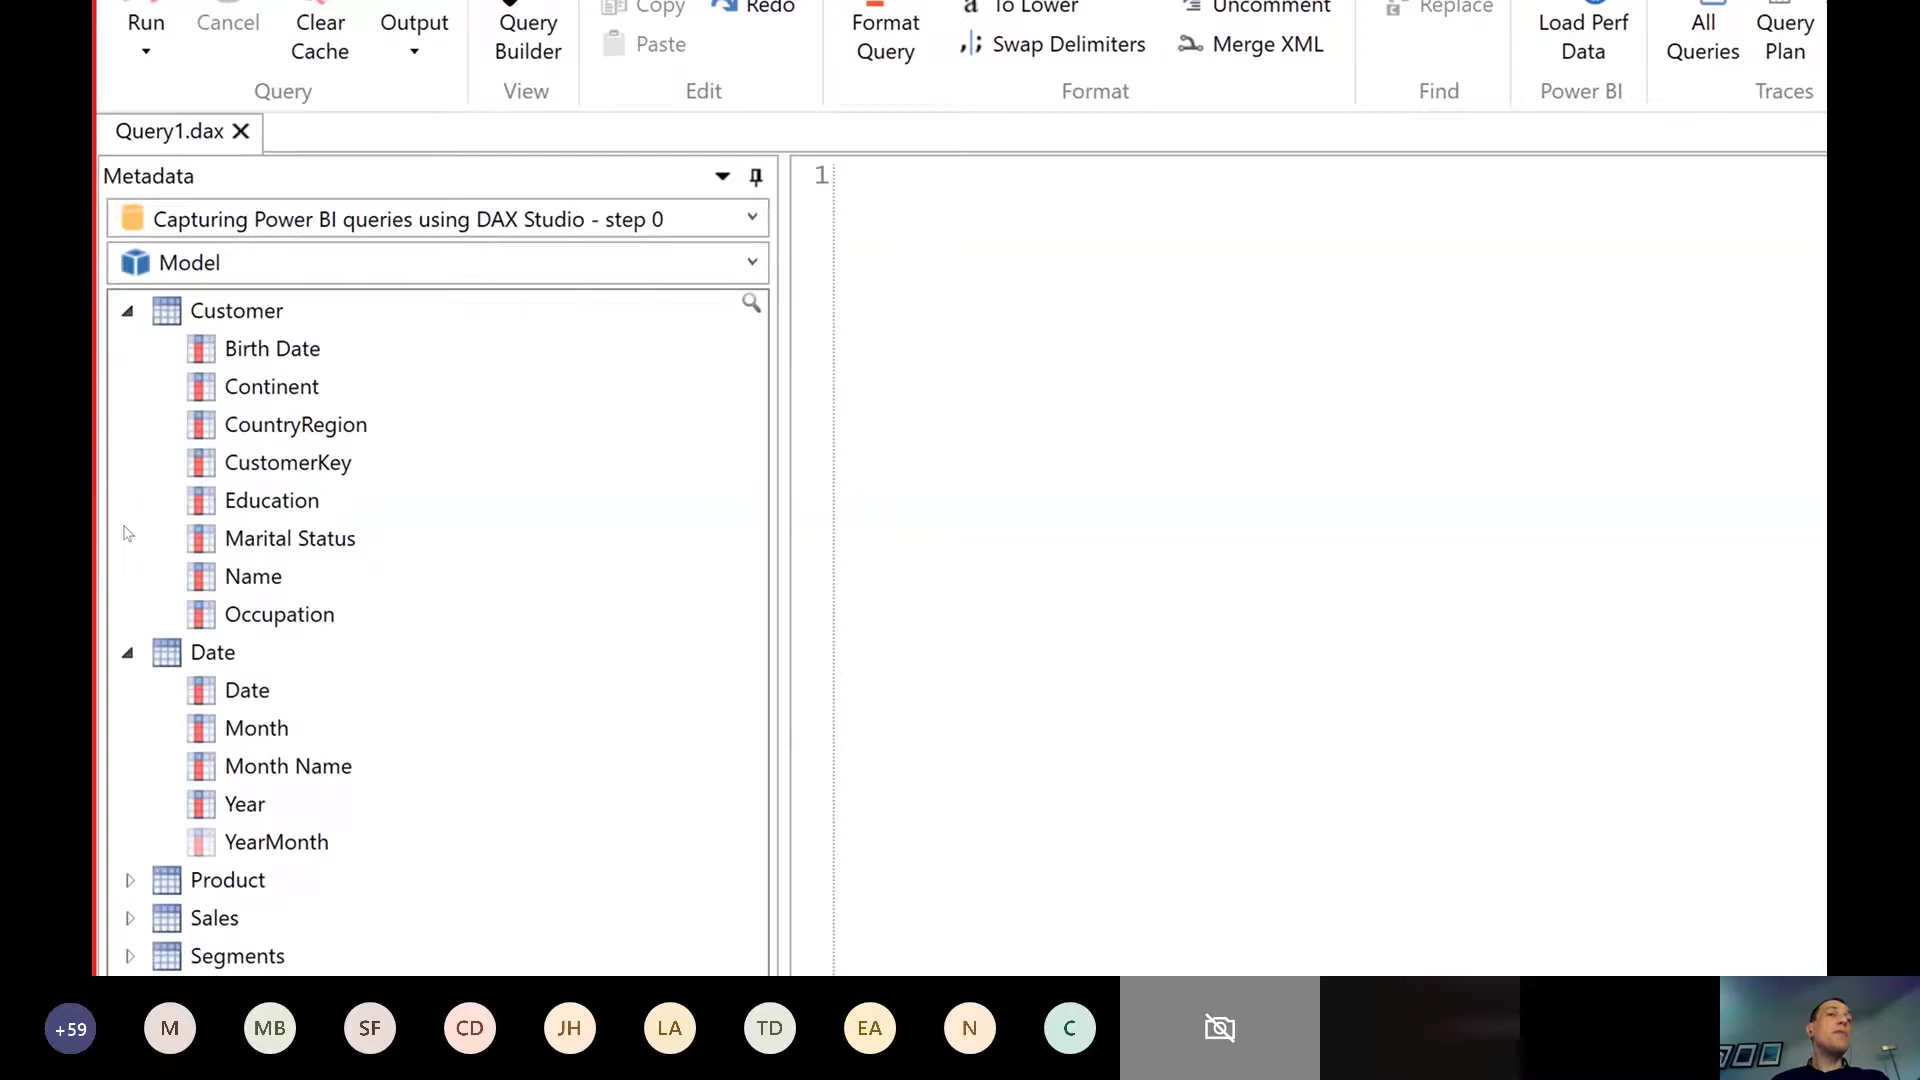 Copy Redo To Lower Uncomment Replace
Run Cancel Clear Cache Output Query Builder Paste Format Query Swap Delimiters Merge XML Load Perf Data All Queries Query Plan
Query View Edit Format Find Power BI Traces
Query1.dax
Metadata
1
Capturing Power BI queries using DAX Studio - step 0
Model
Customer
Birth Date
Continent
CountryRegion
CustomerKey
Education
Marital Status
Name
Occupation
Date
Date
Month
Month Name
Year
YearMonth
Product
Sales
Segments
+59 M MB SF CD JH LA TD EA N C